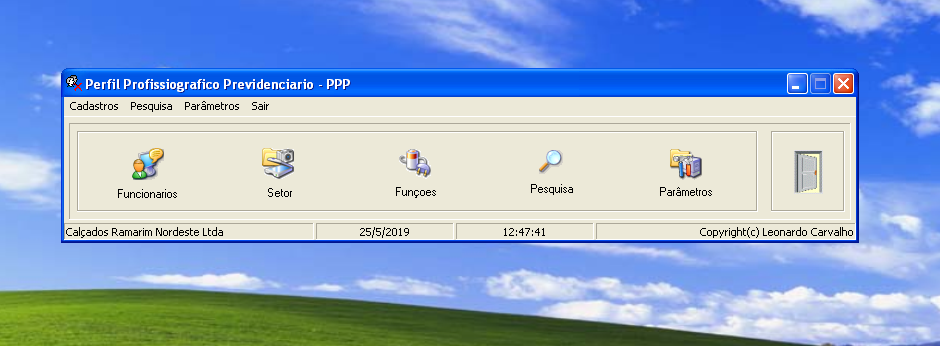 Perfil Profissiografico Previdenciario - PPP
Cadastros Pesquisa Parâmetros Sair
Funcionarios Setor Funçoes Pesquisa Parâmetros
Calçados Ramarim Nordeste Ltda 25/5/2019 12:47:41 Copyright(c) Leonardo Carvalho